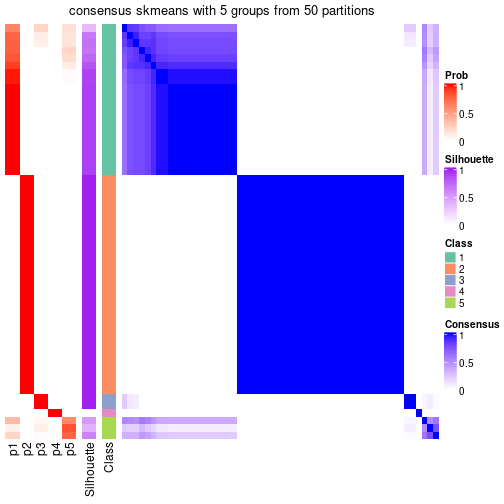 consensus skmeans with 5 groups from 50 partitions
Prob
1
0.5
0
Silhouette
1
0.5
0
Class
1
2
3
4
5
Consensus
1
0.5
0
p1
p2
p3
p4
p5
Silhouette
Class